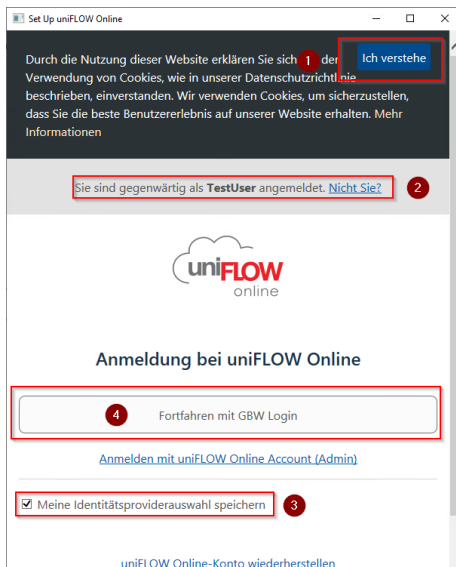 Set Up uniFLOW Online
Durch die Nutzung dieser Website erklären Sie sich der
Verwendung von Cookies, wie in unserer Datenschutzrichtlinie
beschrieben, einverstanden. Wir verwenden Cookies, um sicherzustellen,
dass Sie die beste Benutzererlebnis auf unserer Website erhalten. Mehr
Informationen
1
Ich verstehe
Sie sind gegenwärtig als TestUser angemeldet. Nicht Sie?
2
uniFLOW
online
Anmeldung bei uniFLOW Online
4
Fortfahren mit GBW Login
Anmelden mit uniFLOW Online Account (Admin)
Meine Identitätsproviderauswahl speichern
3
uniFLOW Online-Konto wiederherstellen